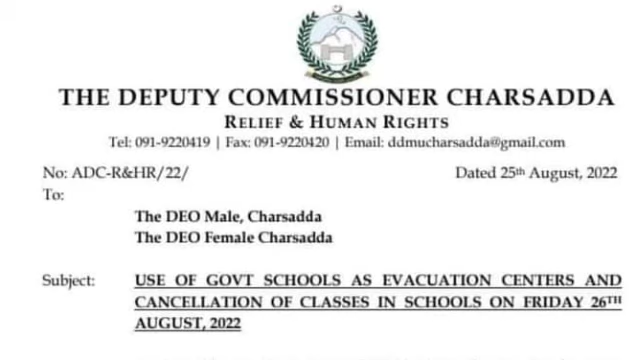 THE DEPUTY COMMISSIONER CHARSADDA
RELIEF & HUMAN RIGHTS
Tel: 091-9220419 | Fax: 091-9220420 | Email: ddmucharsadda@gmail.com
No: ADC-R&HR/22/ Dated 25th August, 2022
To:
The DEO Male, Charsadda
The DEO Female Charsadda
Subject: USE OF GOVT SCHOOLS AS EVACUATION CENTERS AND
CANCELLATION OF CLASSES IN SCHOOLS ON FRIDAY 26TH
AUGUST, 2022